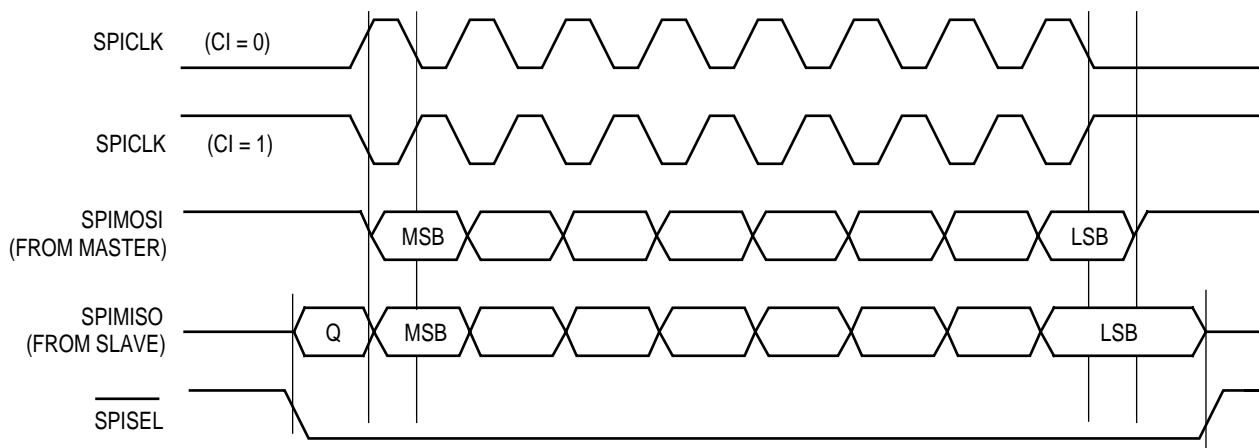 SPICLK (CI = 0)
SPICLK (CI = 1)
SPIMOSI
(FROM MASTER)
MSB
LSB
SPIMISO
(FROM SLAVE)
Q
MSB
LSB
SPISEL